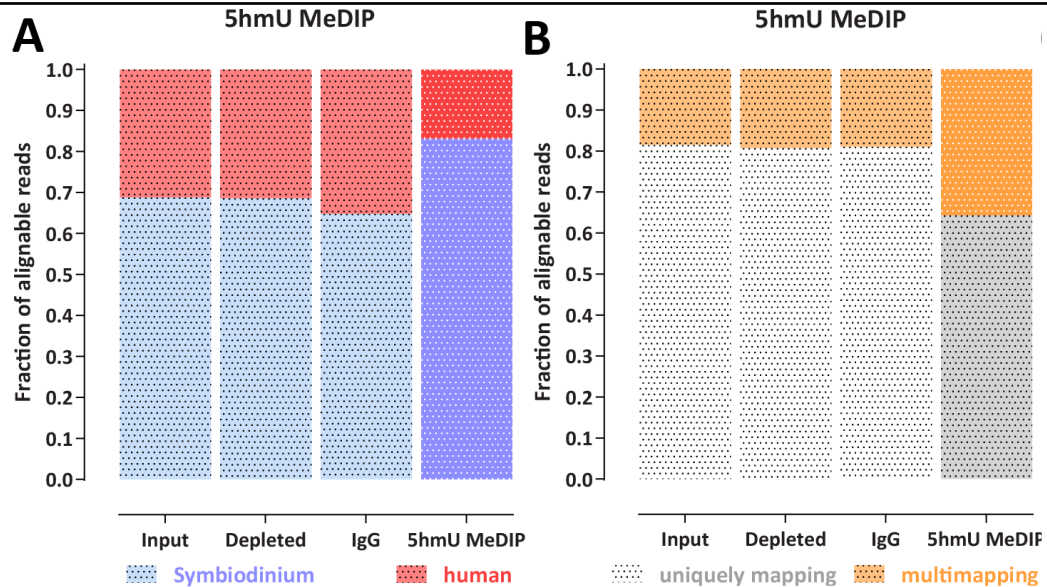 A
5hmU MeDIP
Fraction of alignable reads
1.0
0.9
0.8
0.7
0.6
0.5
0.4
0.3
0.2
0.1
0.0
Input Depleted IgG 5hmU MeDIP
Symbiodinium human
B
5hmU MeDIP
Fraction of alignable reads
1.0
0.9
0.8
0.7
0.6
0.5
0.4
0.3
0.2
0.1
0.0
Input Depleted IgG 5hmU MeDIP
uniquely mapping multimapping